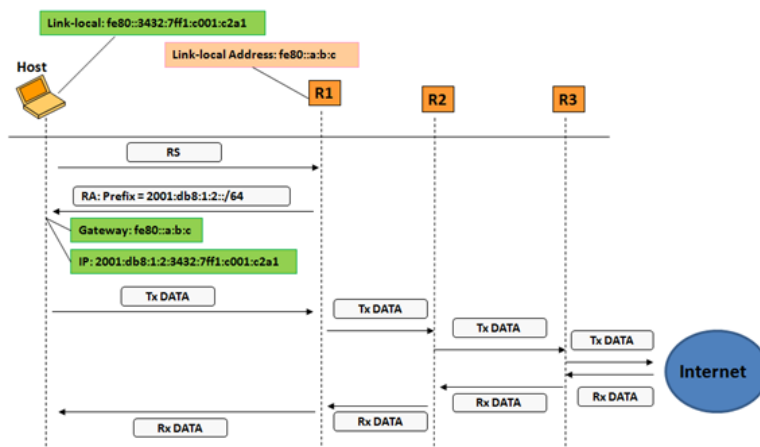 Link-local: fe80::3432:7ff1:c001:c2a1
Link-local Address: fe80::a:b:c
Host
R1
R2
R3
RS
RA: Prefix = 2001:db8:1:2::/64
Gateway: fe80::a:b:c
IP: 2001:db8:1:2:3432:7ff1:c001:c2a1
Tx DATA
Tx DATA
Tx DATA
Tx DATA
Internet
Rx DATA
Rx DATA
Rx DATA
Rx DATA